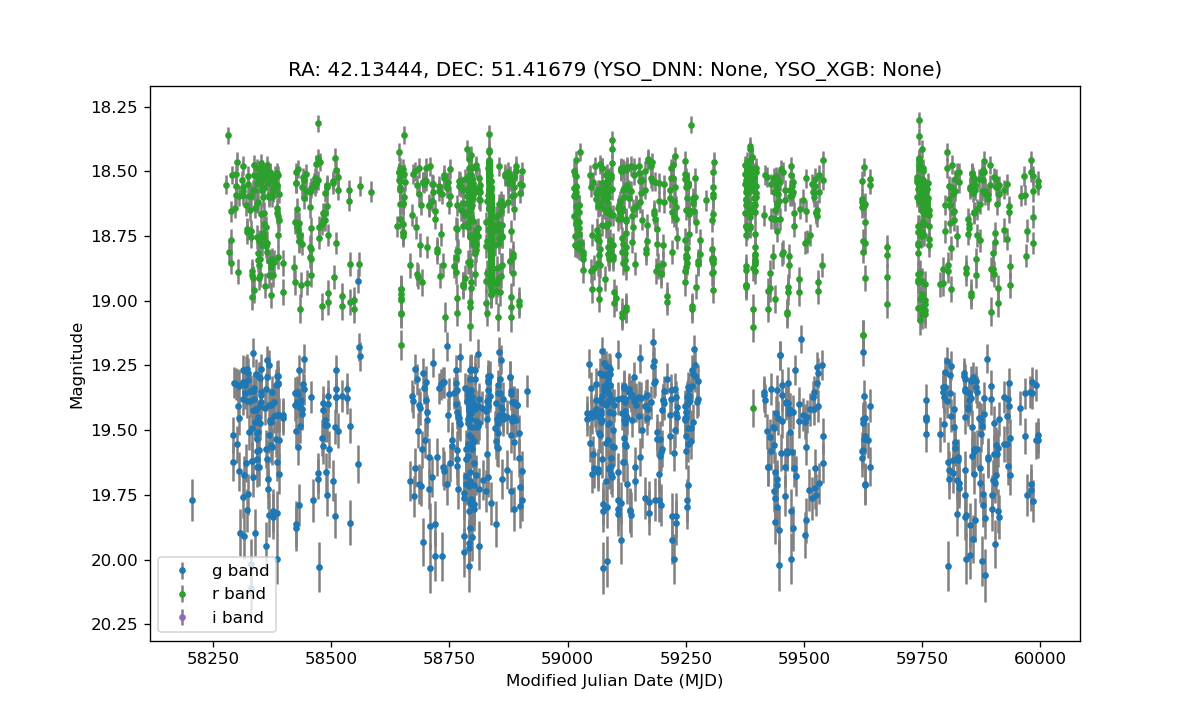 RA: 42.13444, DEC: 51.41679 (YSO_DNN: None, YSO_XGB: None)
18.25
18.50
18.75
19.00
19.25
19.50
19.75
20.00
20.25
Magnitude
g band
r band
i band
58250 58500 58750 59000 59250 59500 59750 60000
Modified Julian Date (MJD)